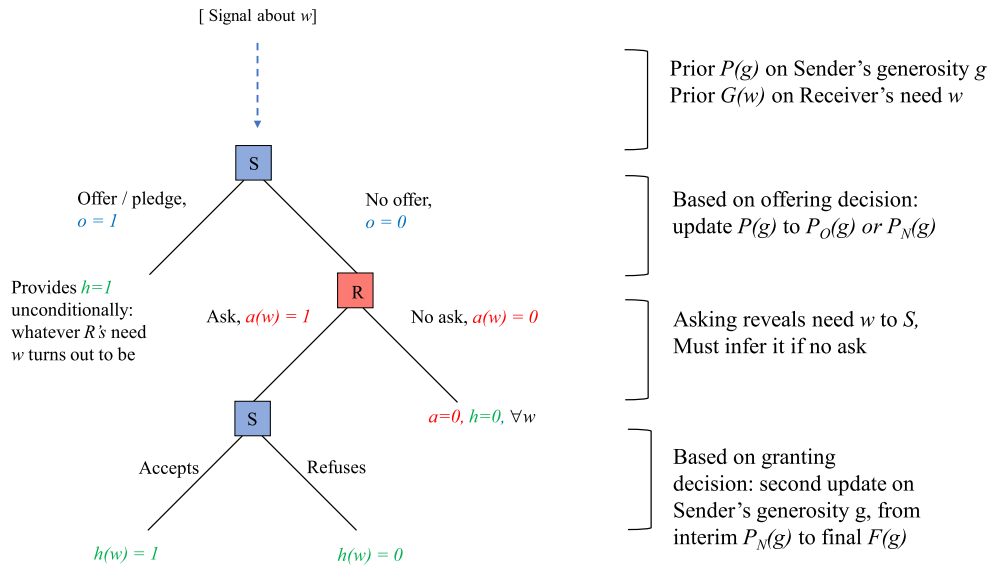 [ Signal about w]
Prior P(g) on Sender's generosity g
Prior G(w) on Receiver's need w
S
Offer / pledge,
o = 1
No offer,
o = 0
Based on offering decision:
update P(g) to P_O(g) or P_N(g)
Provides h=1
unconditionally:
whatever R's need
w turns out to be
R
Ask, a(w) = 1
No ask, a(w) = 0
Asking reveals need w to S,
Must infer it if no ask
S
a=0, h=0, ∀w
Accepts
Refuses
Based on granting
decision: second update on
Sender's generosity g, from
interim P_N(g) to final F(g)
h(w) = 1
h(w) = 0